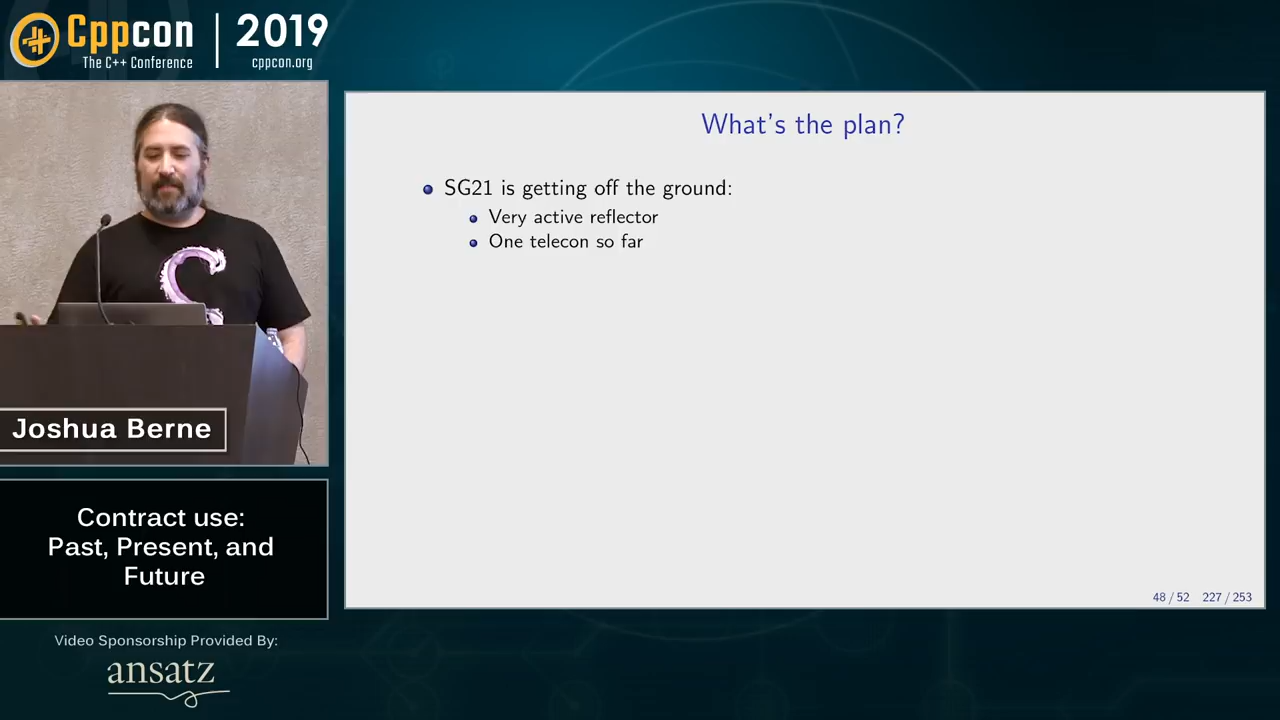 Cppcon
The C++ Conference
2019
cppcon.org
What's the plan?
SG21 is getting off the ground:
Very active reflector
One telecon so far
48 / 52 227 / 253
Joshua Berne
Contract use:
Past, Present, and
Future
Video Sponsorship Provided By:
ansatz